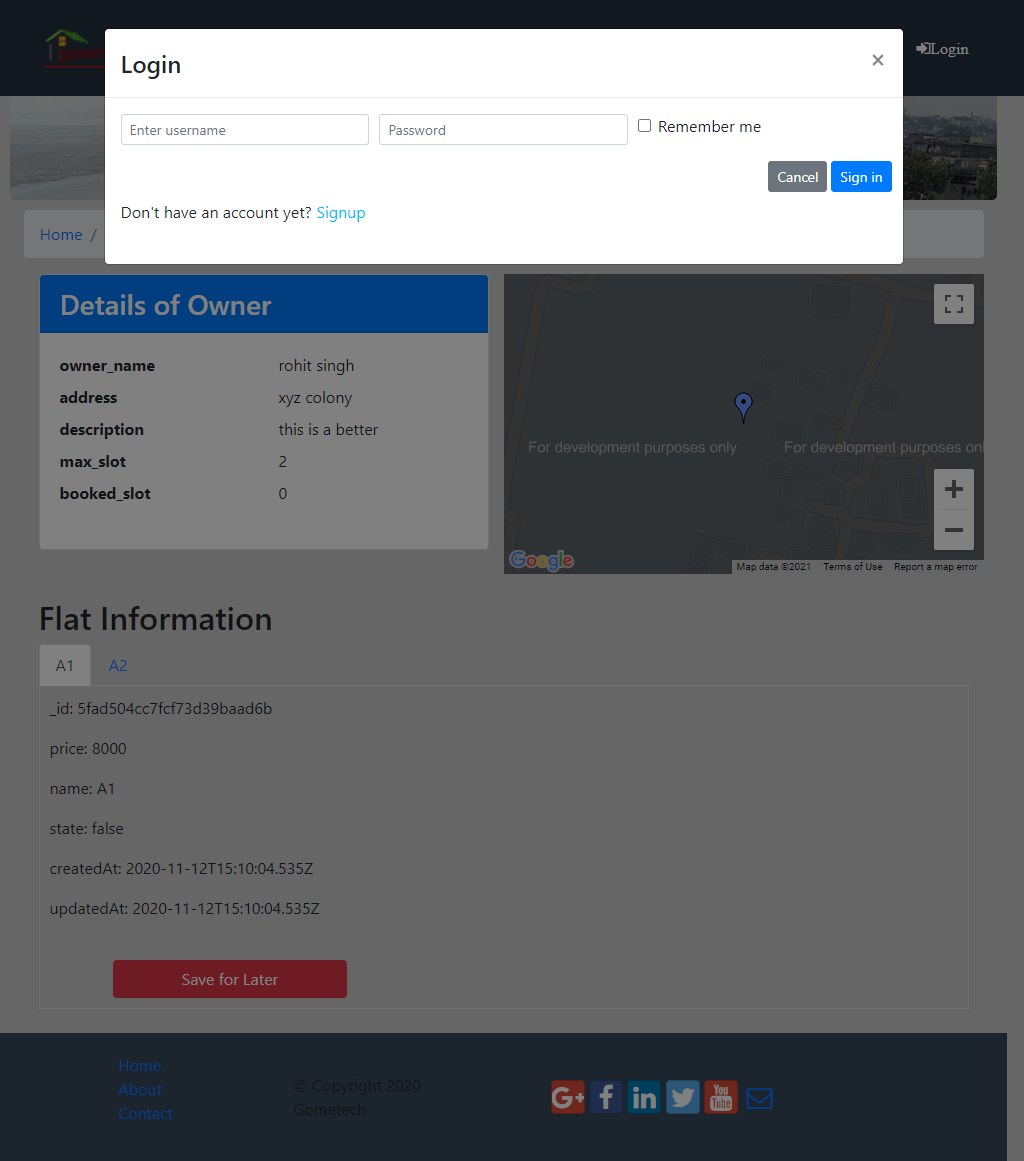 Login
Login
×
Enter username
Password
Remember me
Cancel
Sign in
Don't have an account yet? Signup
Home /
Details of Owner
owner_name rohit singh
address xyz colony
description this is a better
max_slot 2
booked_slot 0
For development purposes only
For development purposes onl
Google
Map data ©2021 Terms of Use Report a map error
Flat Information
A1 A2
_id: 5fad504cc7fcf73d39baad6b
price: 8000
name: A1
state: false
createdAt: 2020-11-12T15:10:04.535Z
updatedAt: 2020-11-12T15:10:04.535Z
Save for Later
Home
About
Contact
© Copyright 2020
Gometech
G+
f
in
You
Tube